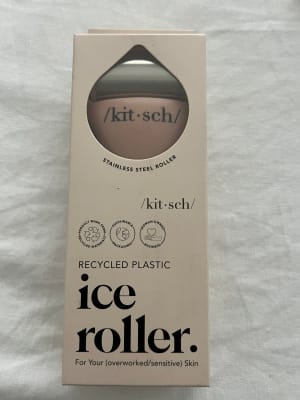 /kit·sch/
STAINLESS STEEL ROLLER
/kit·sch/
RECYCLED PLASTIC
ice
roller.
For Your (overworked/sensitive) Skin